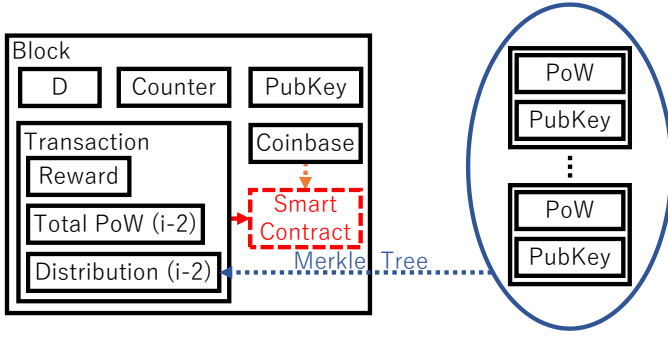 Block
D
Counter
PubKey
Transaction
Reward
Total PoW (i-2)
Distribution (i-2)
Coinbase
Smart
Contract
Merkle Tree
PoW
PubKey
⋮
PoW
PubKey